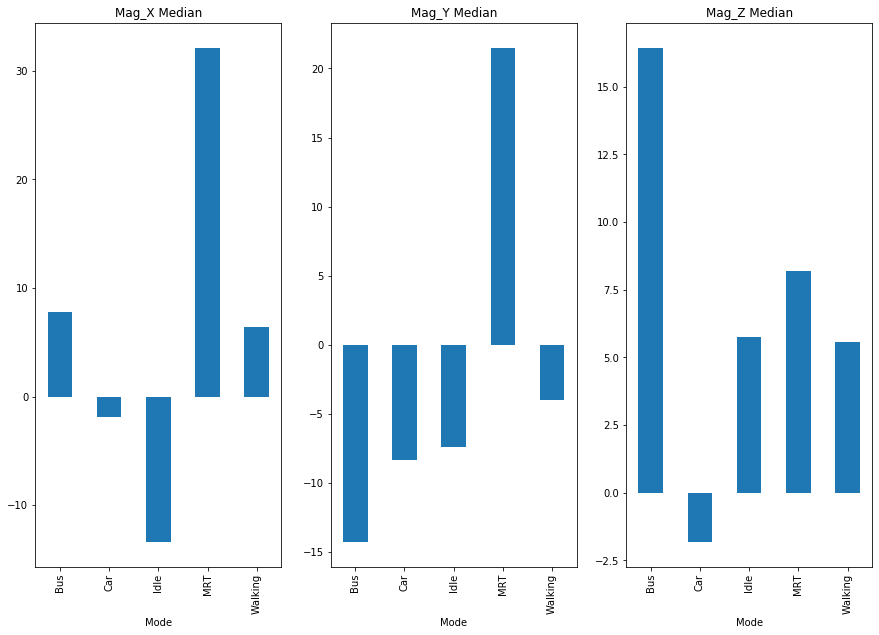 Mag_X Median
30
20
10
0
−10
Bus
Car
Idle
MRT
Walking
Mode
Mag_Y Median
20
15
10
5
0
−5
−10
−15
Bus
Car
Idle
MRT
Walking
Mode
Mag_Z Median
15.0
12.5
10.0
7.5
5.0
2.5
0.0
−2.5
Bus
Car
Idle
MRT
Walking
Mode